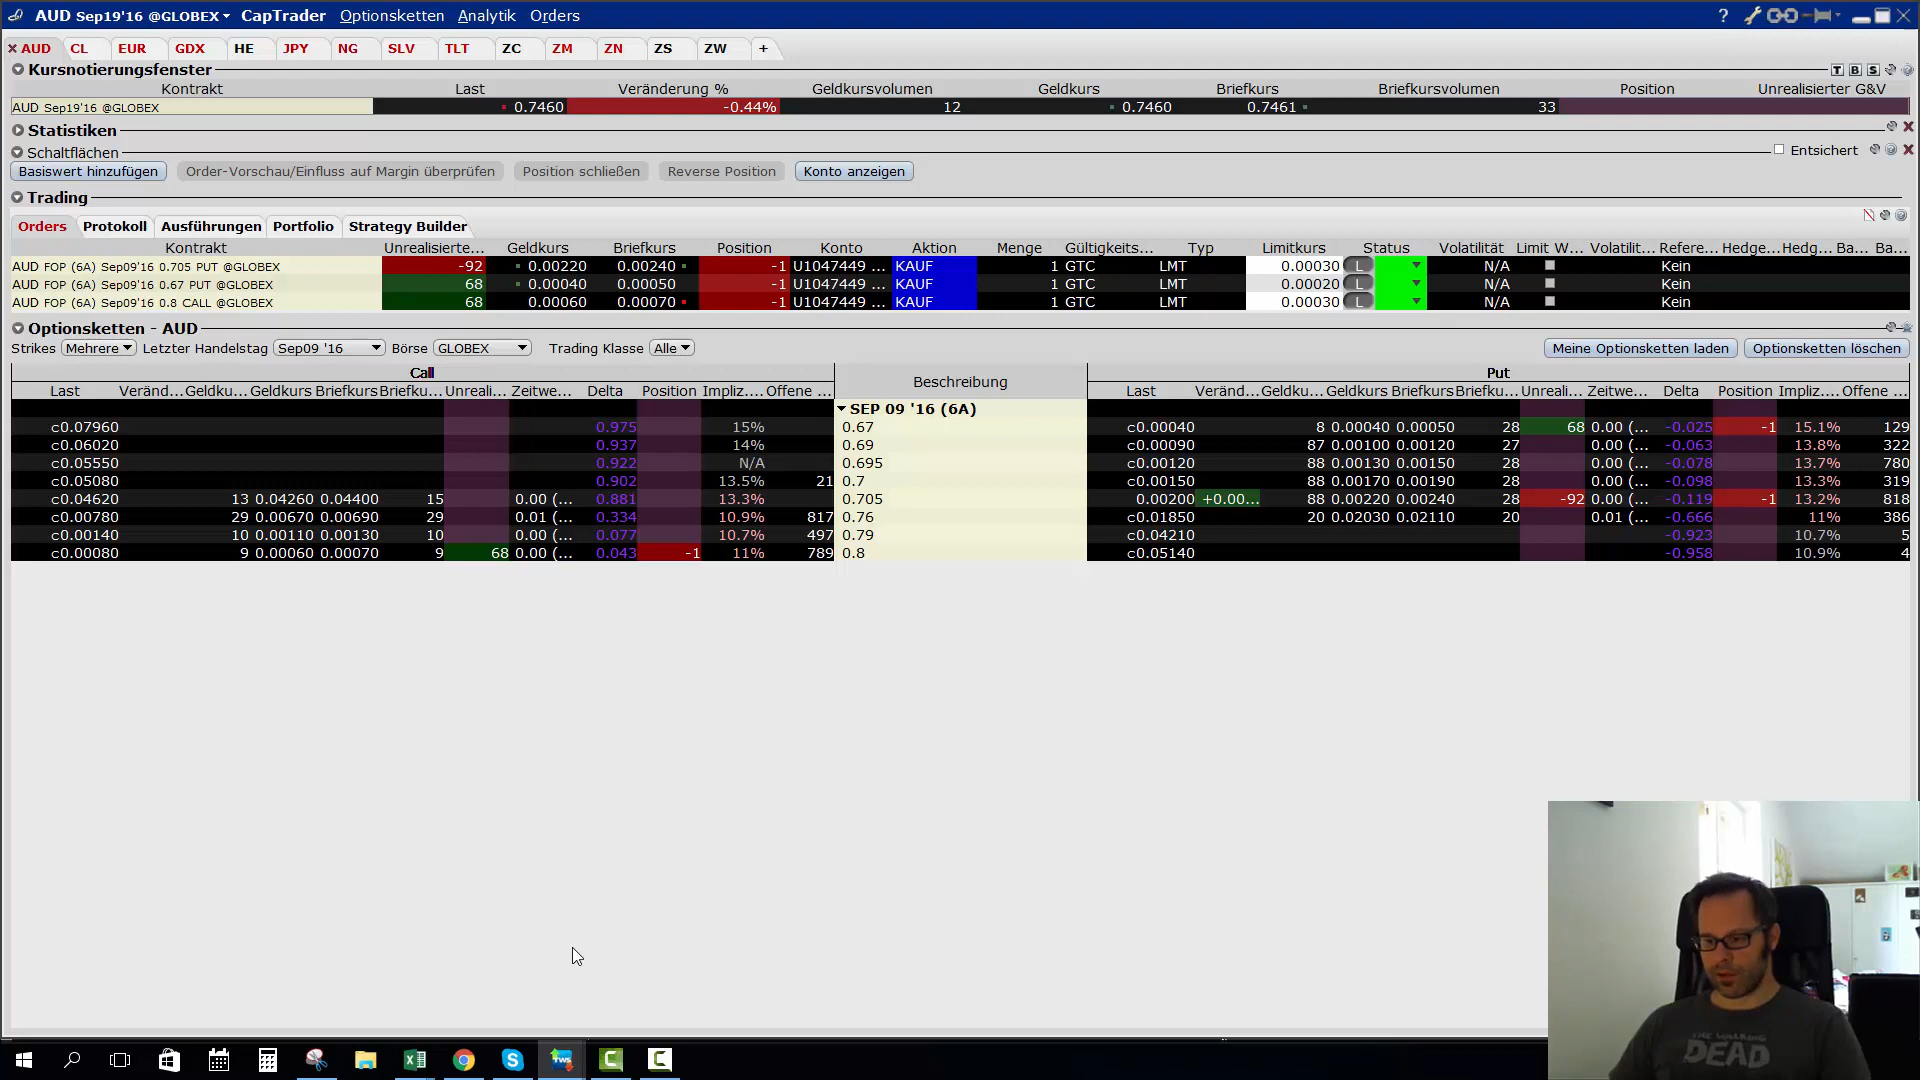 AUD Sep19'16 @GLOBEX CapTrader Optionsketten Analytik Orders ?
AUD CL EUR GDX HE JPY NG SLV TLT ZC ZM ZN ZS ZW +
Kursnotierungsfenster T B S
Kontrakt Last Veränderung % Geldkursvolumen Geldkurs Briefkurs Briefkursvolumen Position Unrealisierter G&V
AUD Sep19'16 @GLOBEX 0.7460 -0.44% 12 0.7460 0.7461 33
Statistiken
Schaltflächen Entsichert
Basiswert hinzufügen Order-Vorschau/Einfluss auf Margin überprüfen Position schließen Reverse Position Konto anzeigen
Trading
Orders Protokoll Ausführungen Portfolio Strategy Builder
Kontrakt Unrealisierte... Geldkurs Briefkurs Position Konto Aktion Menge Gültigkeits... Typ Limitkurs Status Volatilität Limit W... Volatilit... Refere... Hedge... Hedg... Ba... Ba...
AUD FOP (6A) Sep09'16 0.705 PUT @GLOBEX -92 0.00220 0.00240 -1 U1047449 ... KAUF 1 GTC LMT 0.00030 L N/A Kein
AUD FOP (6A) Sep09'16 0.67 PUT @GLOBEX 68 0.00040 0.00050 -1 U1047449 ... KAUF 1 GTC LMT 0.00020 L N/A Kein
AUD FOP (6A) Sep09'16 0.8 CALL @GLOBEX 68 0.00060 0.00070 -1 U1047449 ... KAUF 1 GTC LMT 0.00030 L N/A Kein
Optionsketten - AUD
Strikes Mehrere Letzter Handelstag Sep09 '16 Börse GLOBEX Trading Klasse Alle Meine Optionsketten laden Optionsketten löschen
Call Beschreibung Put
Last Veränd... Geldku... Geldkurs Briefkurs Briefku... Unreali... Zeitwe... Delta Position Impliz.... Offene ... Last Veränd... Geldku... Geldkurs Briefkurs Briefku... Unreali... Zeitwe... Delta Position Impliz.... Offene ...
SEP 09 '16 (6A)
c0.07960 0.975 15% 0.67 c0.00040 8 0.00040 0.00050 28 68 0.00 (... -0.025 -1 15.1% 129
c0.06020 0.937 14% 0.69 c0.00090 87 0.00100 0.00120 27 0.00 (... -0.063 13.8% 322
c0.05550 0.922 N/A 0.695 c0.00120 88 0.00130 0.00150 28 0.00 (... -0.078 13.7% 780
c0.05080 0.902 13.5% 21 0.7 c0.00150 88 0.00170 0.00190 28 0.00 (... -0.098 13.3% 319
c0.04620 13 0.04260 0.04400 15 0.00 (... 0.881 13.3% 0.705 0.00200 +0.00... 88 0.00220 0.00240 28 -92 0.00 (... -0.119 -1 13.2% 818
c0.00780 29 0.00670 0.00690 29 0.01 (... 0.334 10.9% 817 0.76 c0.01850 20 0.02030 0.02110 20 0.01 (... -0.666 11% 386
c0.00140 10 0.00110 0.00130 10 0.00 (... 0.077 10.7% 497 0.79 c0.04210 -0.923 10.7% 5
c0.00080 9 0.00060 0.00070 9 68 0.00 (... 0.043 -1 11% 789 0.8 c0.05140 -0.958 10.9% 4
TWS
DEAD